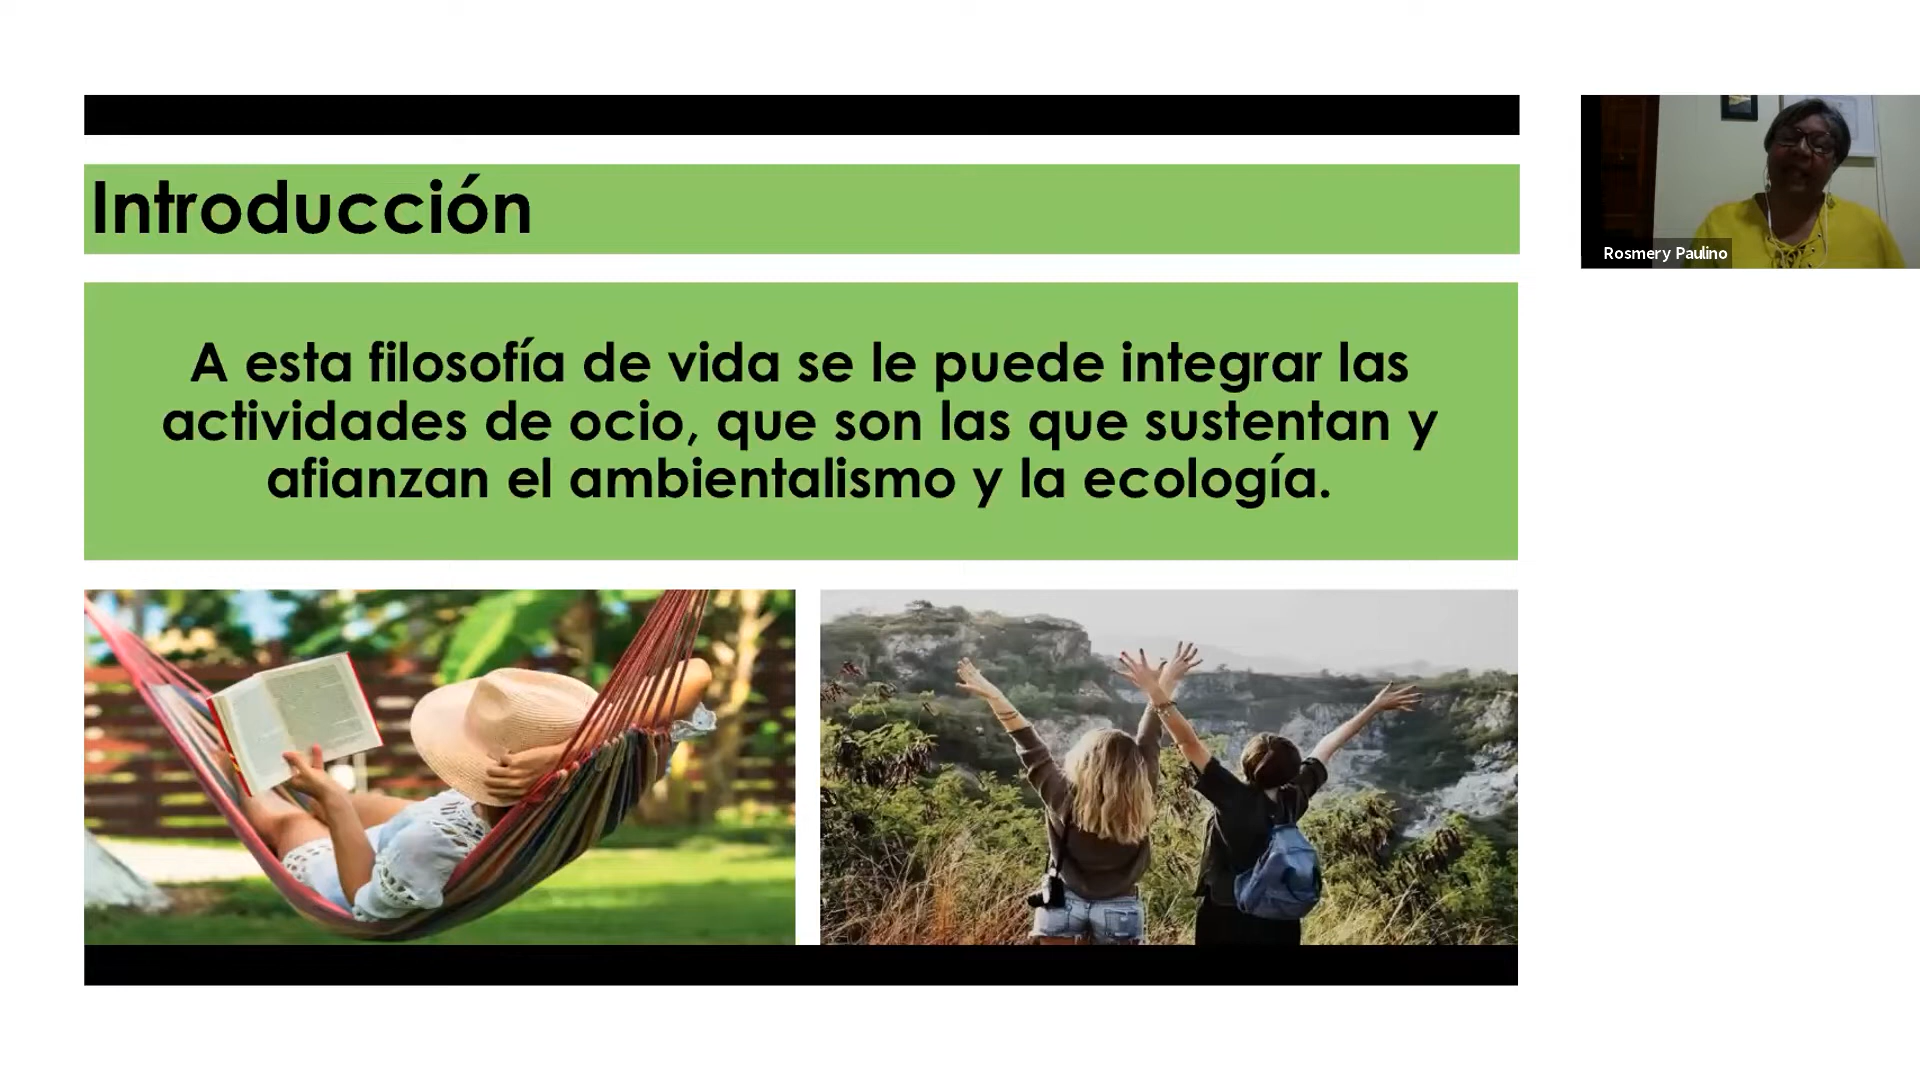 Introducción
A esta filosofía de vida se le puede integrar las
actividades de ocio, que son las que sustentan y
afianzan el ambientalismo y la ecología.
Rosmery Paulino